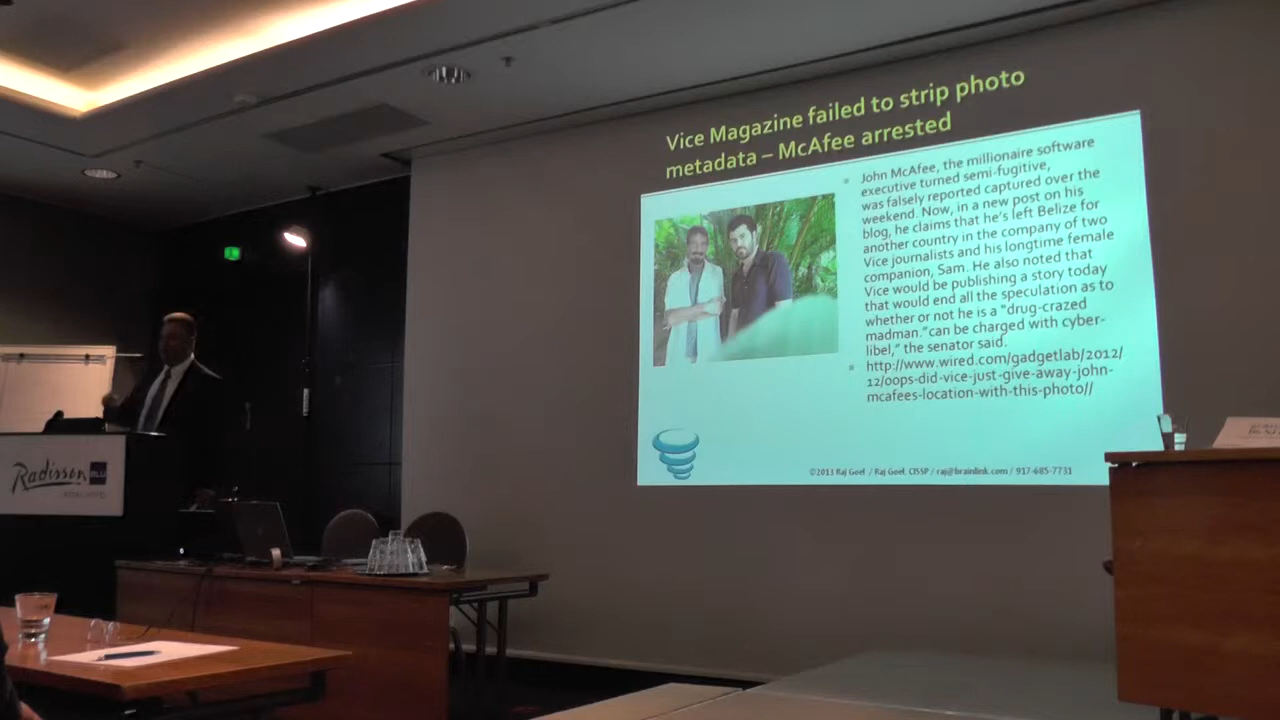 Vice Magazine failed to strip photo
metadata – McAfee arrested
John McAfee, the millionaire software
executive turned semi-fugitive,
was falsely reported captured over the
weekend. Now, in a new post on his
blog, he claims that he's left Belize for
another country in the company of two
Vice journalists and his longtime female
companion, Sam. He also noted that
Vice would be publishing a story today
that would end all the speculation as to
whether or not he is a "drug-crazed
madman."can be charged with cyber-
libel," the senator said.
http://www.wired.com/gadgetlab/2012/
12/oops-did-vice-just-give-away-john-
mcafees-location-with-this-photo//
©2013 Raj Goel / Raj Goel, CISSP / raj@brainlink.com / 917-685-7731
Radisson